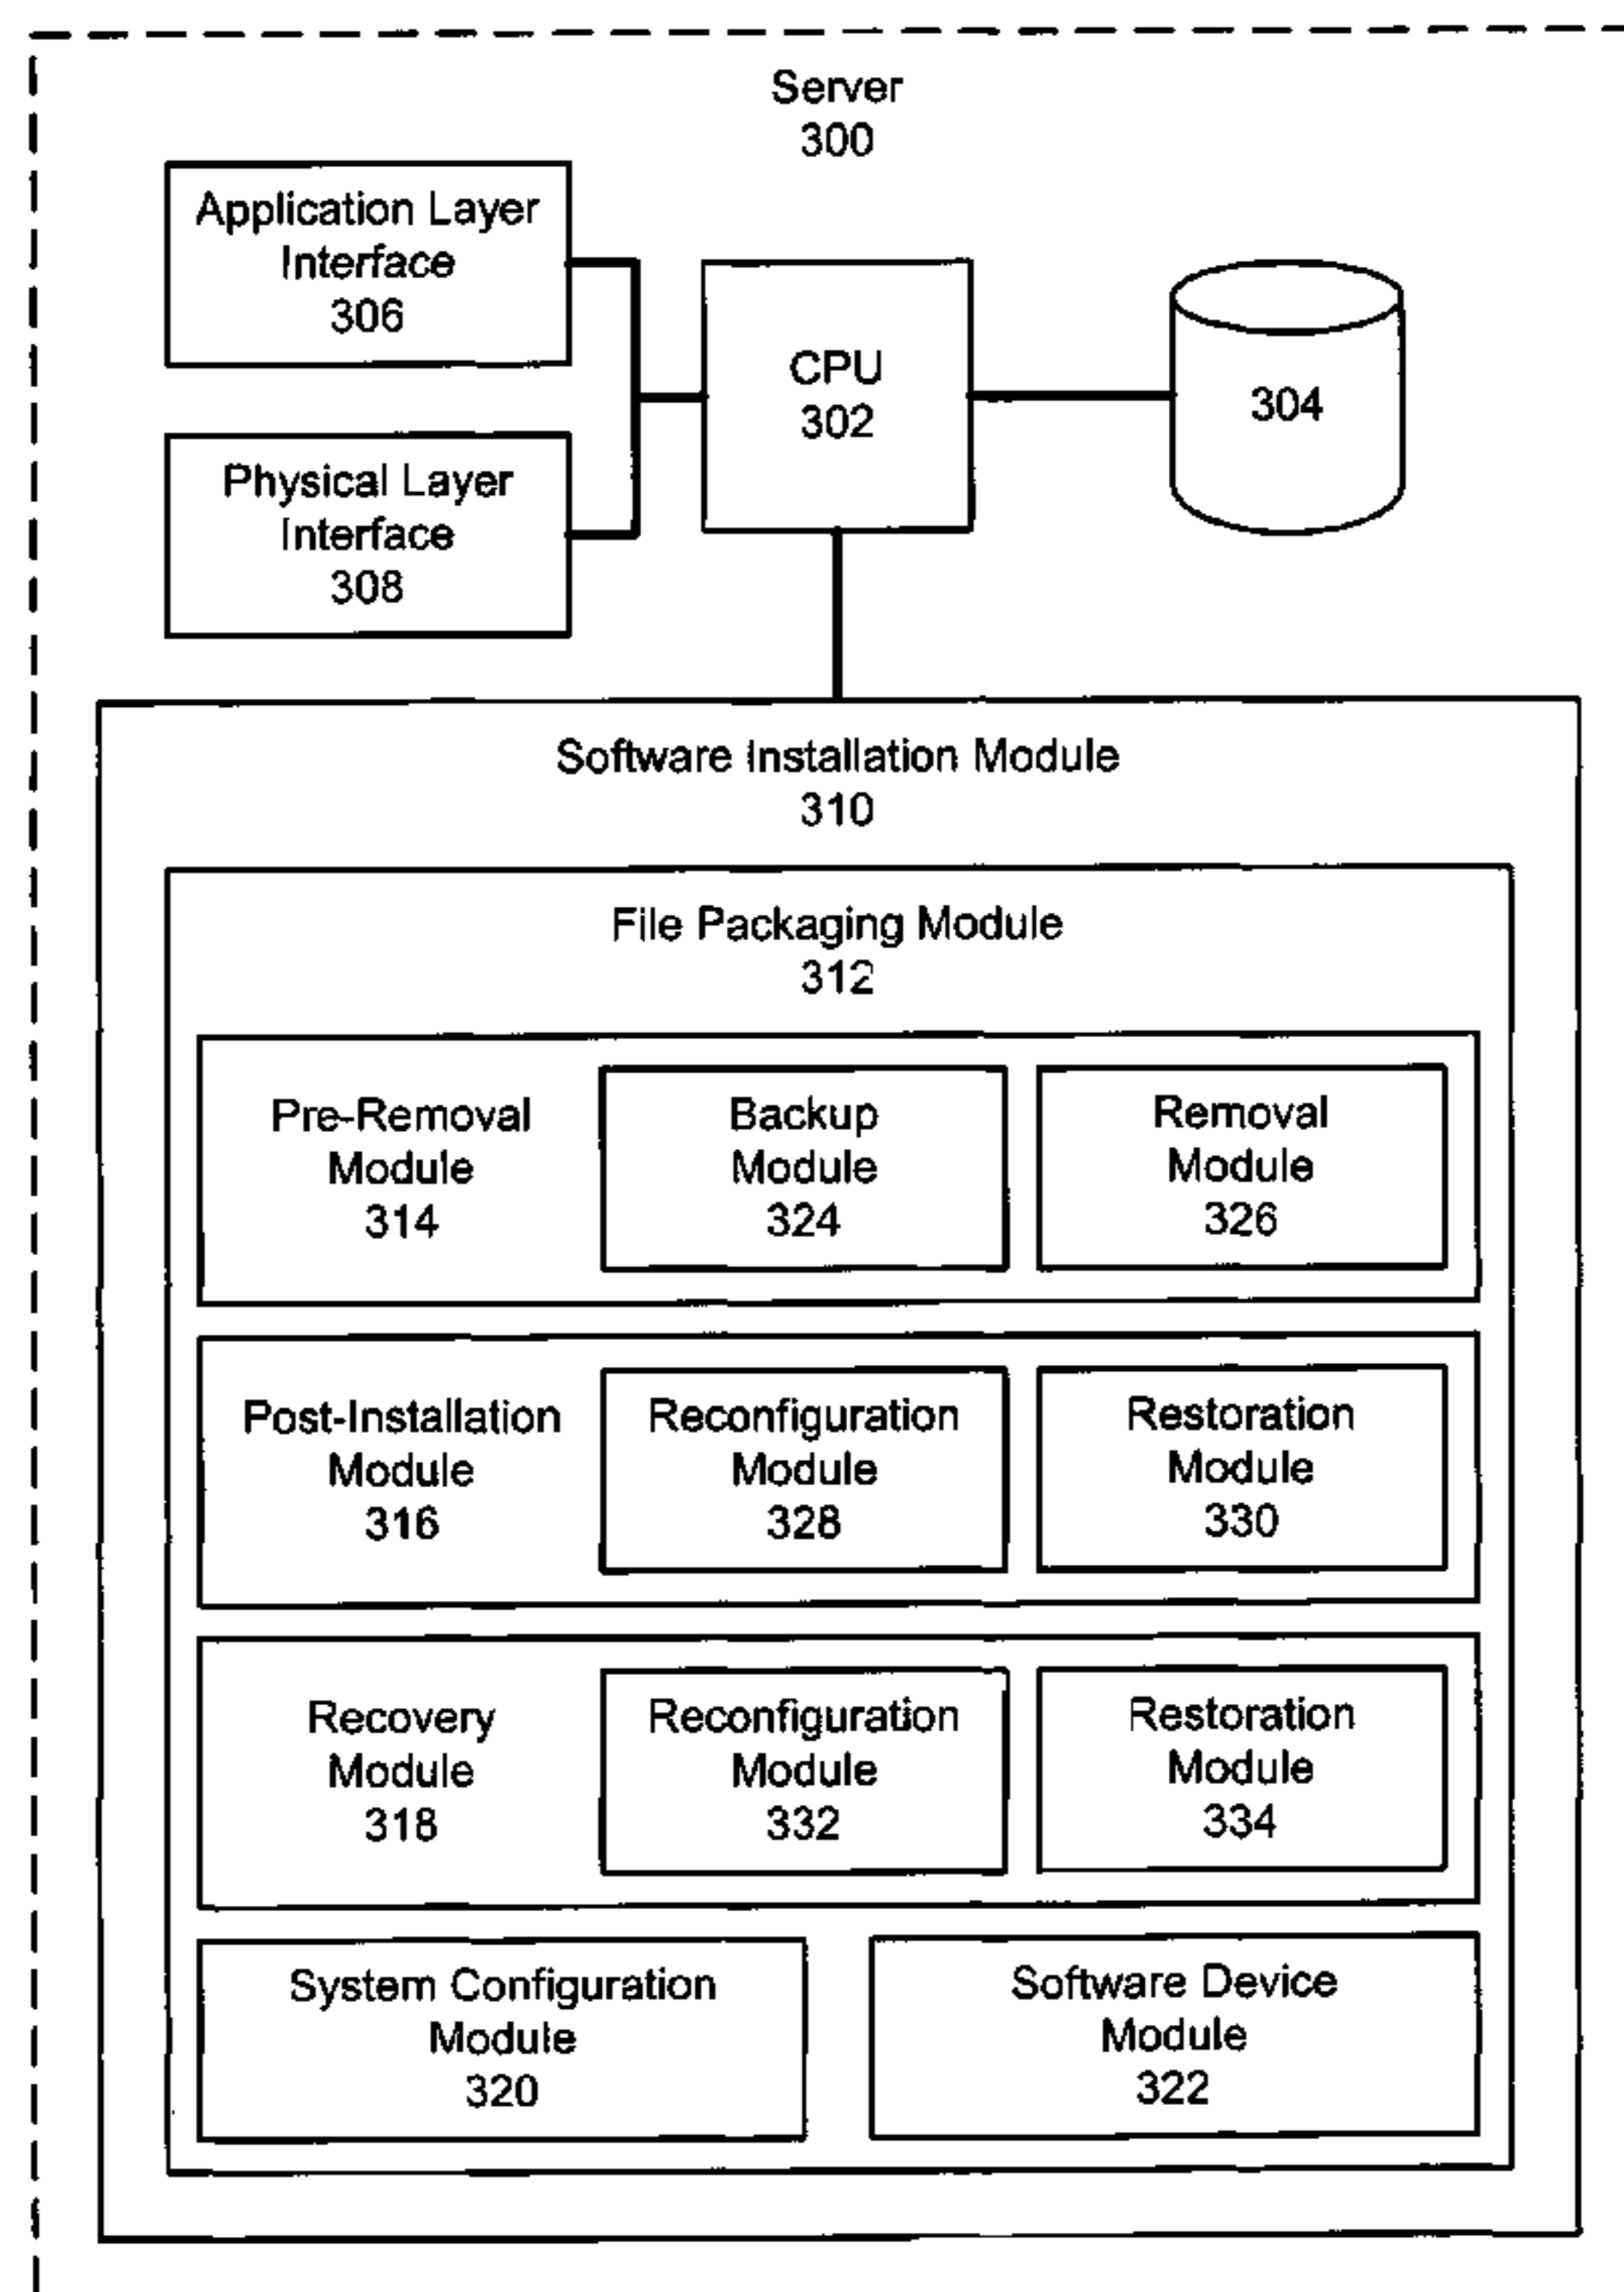 Server
300
Application Layer
Interface
306
Physical Layer
Interface
308
CPU
302
304
Software Installation Module
310
File Packaging Module
312
Pre-Removal
Module
314
Backup
Module
324
Removal
Module
326
Post-Installation
Module
316
Reconfiguration
Module
328
Restoration
Module
330
Recovery
Module
318
Reconfiguration
Module
332
Restoration
Module
334
System Configuration
Module
320
Software Device
Module
322